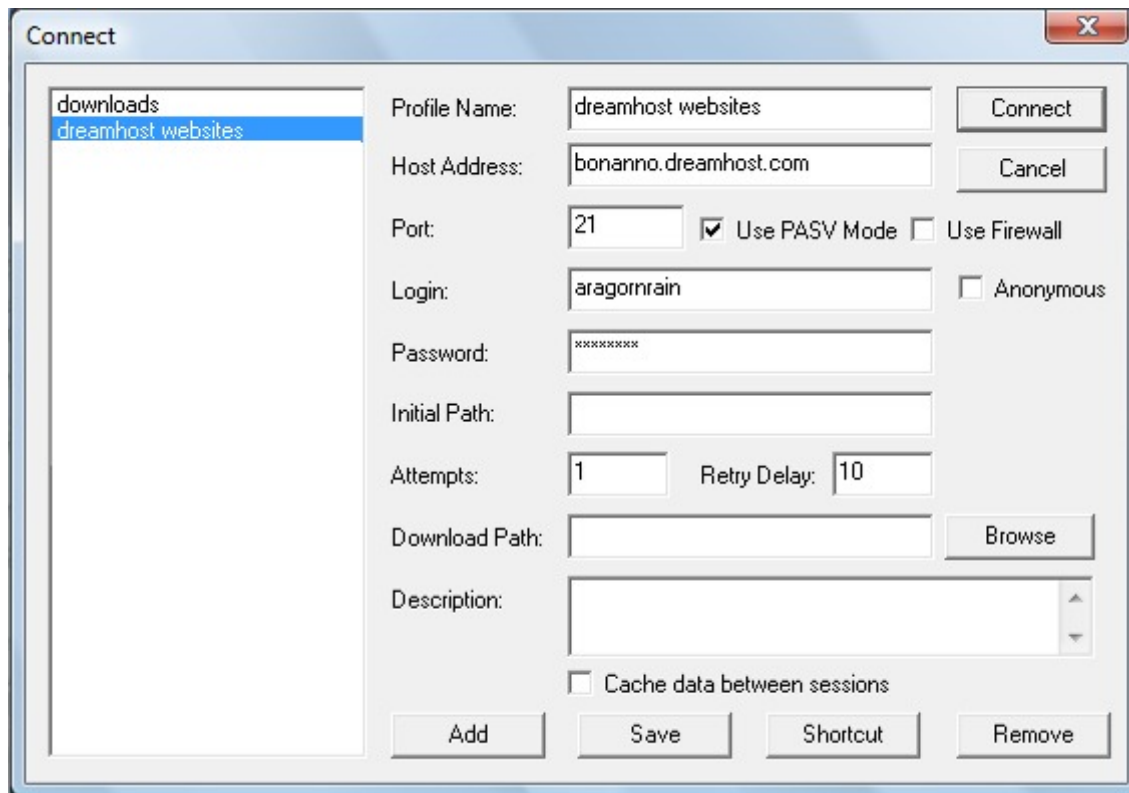 Connect
downloads
dreamhost websites
Profile Name: dreamhost websites Connect
Host Address: bonanno.dreamhost.com Cancel
Port: 21 Use PASV Mode Use Firewall
Login: aragornrain Anonymous
Password: ********
Initial Path:
Attempts: 1 Retry Delay: 10
Download Path: Browse
Description:
Cache data between sessions
Add Save Shortcut Remove